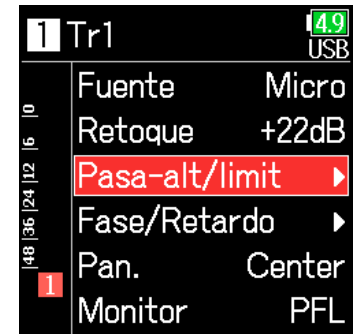 1 Tr1 4.9
USB
Fuente Micro
Retoque +22dB
Pasa-alt/limit
Fase/Retardo
Pan. Center
Monitor PFL
48 36 24 12 6 0
1